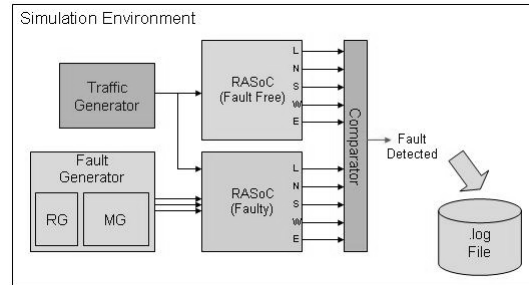 Simulation Environment
Traffic
Generator
RASoC
(Fault Free)
L
N
S
W
E
Comparator
Fault
Detected
Fault
Generator
RG
MG
RASoC
(Faulty)
L
N
S
W
E
.log
File